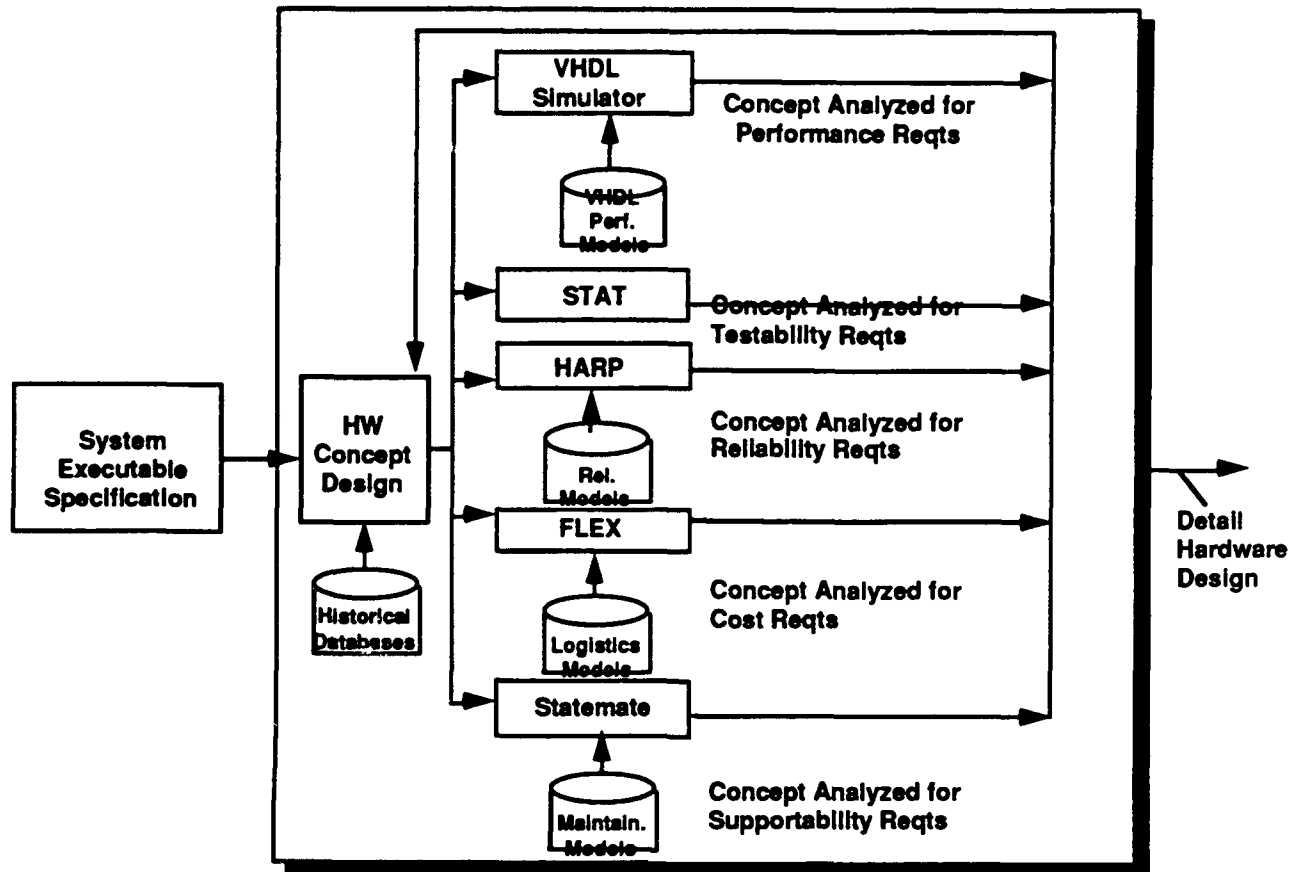 VHDL
Simulator
Concept Analyzed for
Performance Reqts
VHDL
Perf.
Models
STAT
Concept Analyzed for
Testability Reqts
HARP
System
Executable
Specification
HW
Concept
Design
Concept Analyzed for
Reliability Reqts
Rel.
Models
FLEX
Detail
Hardware
Design
Historical
Databases
Concept Analyzed for
Cost Reqts
Logistics
Models
Statemate
Concept Analyzed for
Supportability Reqts
Maintain.
Models